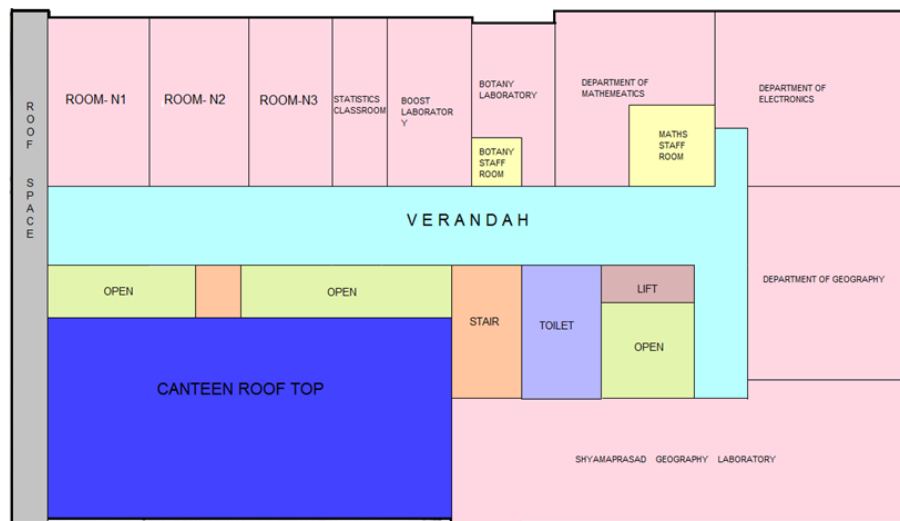 ROOF SPACE
ROOM- N1
ROOM- N2
ROOM-N3
STATISTICS
CLASSROOM
BOOST LABORATOR
Y
BOTANY
LABORATORY
BOTANY
STAFF
ROOM
DEPARTMENT OF
MATHEMEATICS
MATHS
STAFF
ROOM
DEPARTMENT OF
ELECTRONICS
VERANDAH
OPEN
OPEN
STAIR
TOILET
LIFT
OPEN
DEPARTMENT OF GEOGRAPHY
CANTEEN ROOF TOP
SHYAMAPRASAD GEOGRAPHY LABORATORY